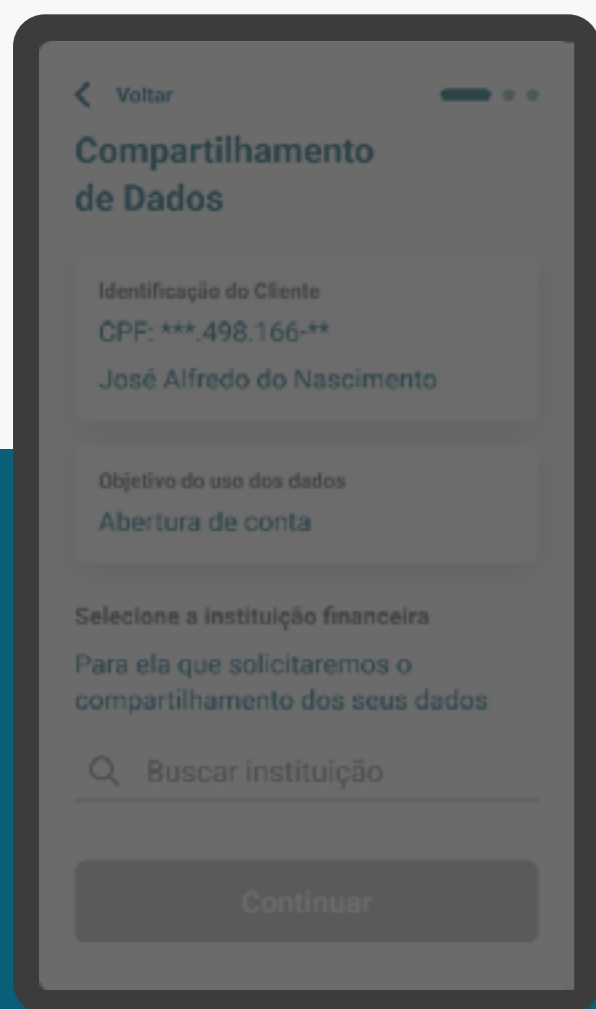 Voltar
Compartilhamento
de Dados
Identificação do Cliente
CPF: ***.498.166-**
José Alfredo do Nascimento
Objetivo do uso dos dados
Abertura de conta
Selecione a instituição financeira
Para ela que solicitaremos o
compartilhamento dos seus dados
Buscar instituição
Continuar